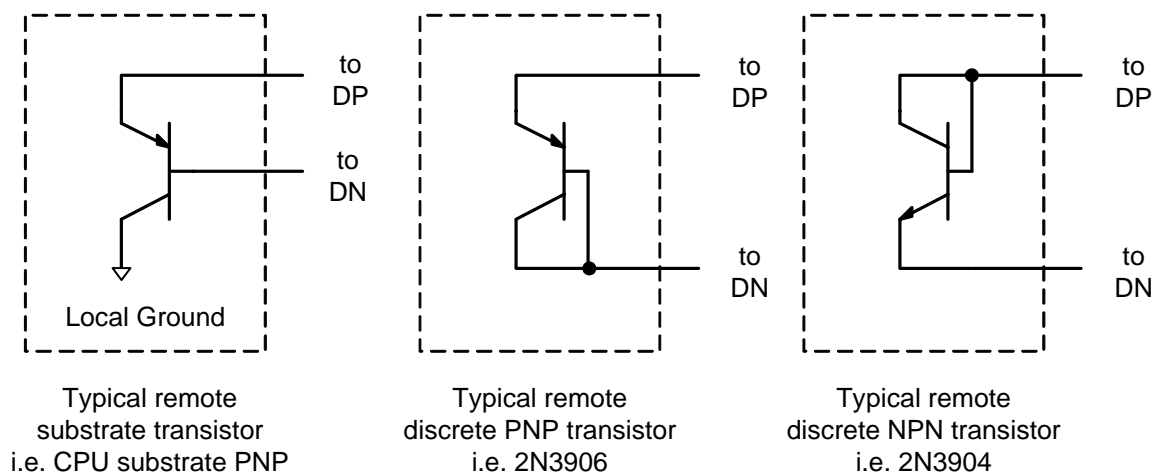 to
DP
to
DN
Local Ground
Typical remote
substrate transistor
i.e. CPU substrate PNP
to
DP
to
DN
Typical remote
discrete PNP transistor
i.e. 2N3906
to
DP
to
DN
Typical remote
discrete NPN transistor
i.e. 2N3904